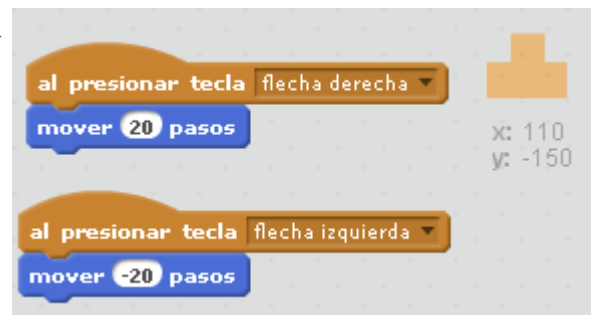 al presionar tecla flecha derecha
mover 20 pasos
x: 110
y: -150
al presionar tecla flecha izquierda
mover -20 pasos